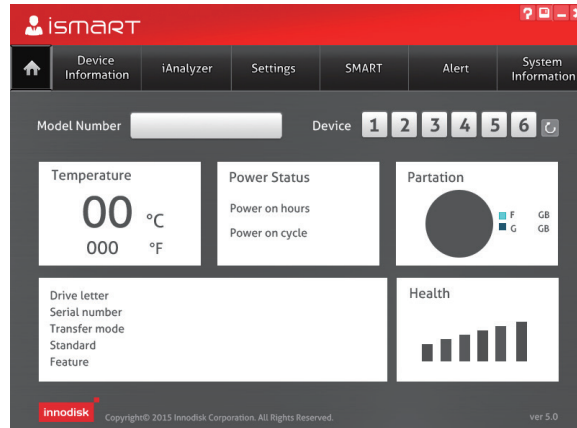 ismart
?
Device Information
iAnalyzer
Settings
SMART
Alert
System Information
Model Number
Device 1 2 3 4 5 6
Temperature
00 °C
000 °F
Power Status
Power on hours
Power on cycle
Partation
F GB
G GB
Drive letter
Serial number
Transfer mode
Standard
Feature
Health
innodisk
Copyright© 2015 Innodisk Corporation. All Rights Reserved.
ver 5.0